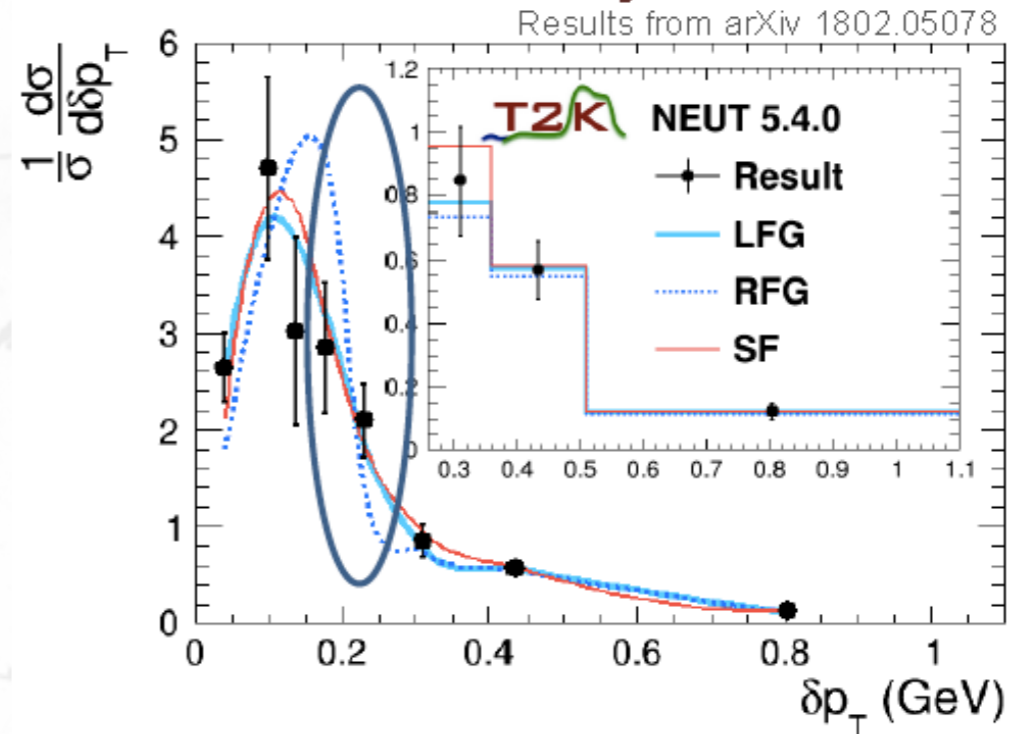 Results from arXiv 1802.05078
1 dσ
σ dδp_T
6
5
4
3
2
1
0
0 0.2 0.4 0.6 0.8 1
δp_T (GeV)
1.2
1
0.8
0.6
0.4
0.2
0
0.3 0.4 0.5 0.6 0.7 0.8 0.9 1 1.1
T2K NEUT 5.4.0
Result
LFG
RFG
SF